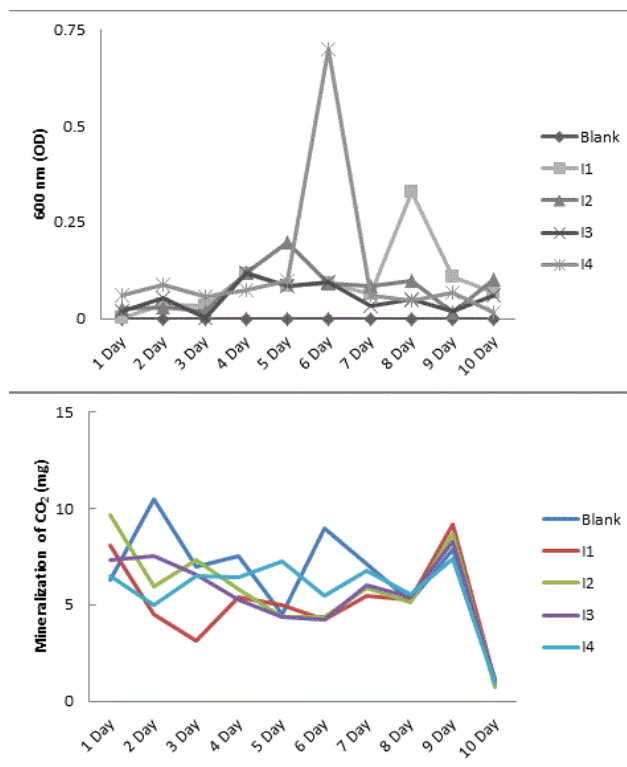 0.75
0.5
0.25
0
600 nm (OD)
1 Day
2 Day
3 Day
4 Day
5 Day
6 Day
7 Day
8 Day
9 Day
10 Day
Blank
I1
I2
I3
I4
15
10
5
0
Mineralization of CO₂ (mg)
1 Day
2 Day
3 Day
4 Day
5 Day
6 Day
7 Day
8 Day
9 Day
10 Day
Blank
I1
I2
I3
I4